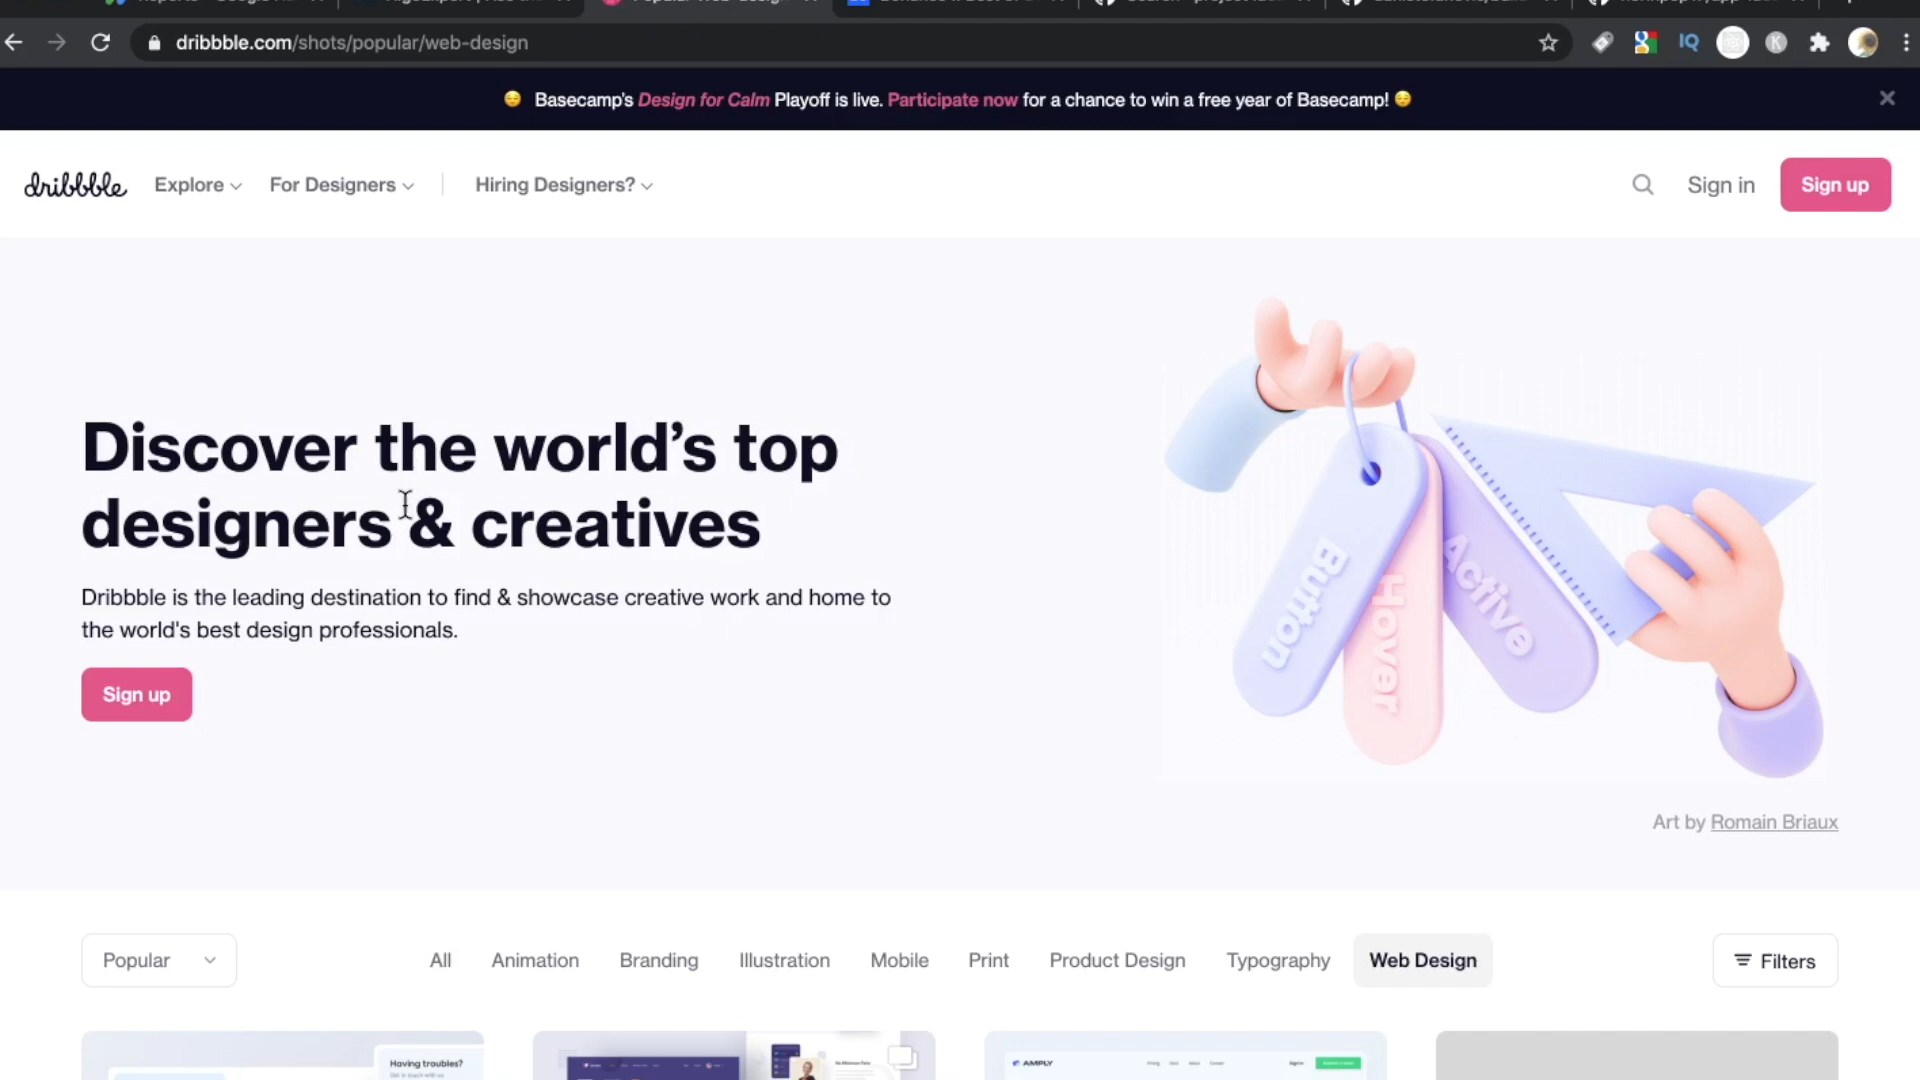 dribbble.com/shots/popular/web-design
IQ
K
Basecamp's Design for Calm Playoff is live. Participate now for a chance to win a free year of Basecamp!
dribbble
Explore
For Designers
Hiring Designers?
Sign in
Sign up
Discover the world's top
designers & creatives
Dribbble is the leading destination to find & showcase creative work and home to
the world's best design professionals.
Sign up
Button
Hover
Active
Art by Romain Briaux
Popular
All
Animation
Branding
Illustration
Mobile
Print
Product Design
Typography
Web Design
Filters
Having troubles?
AMPLY